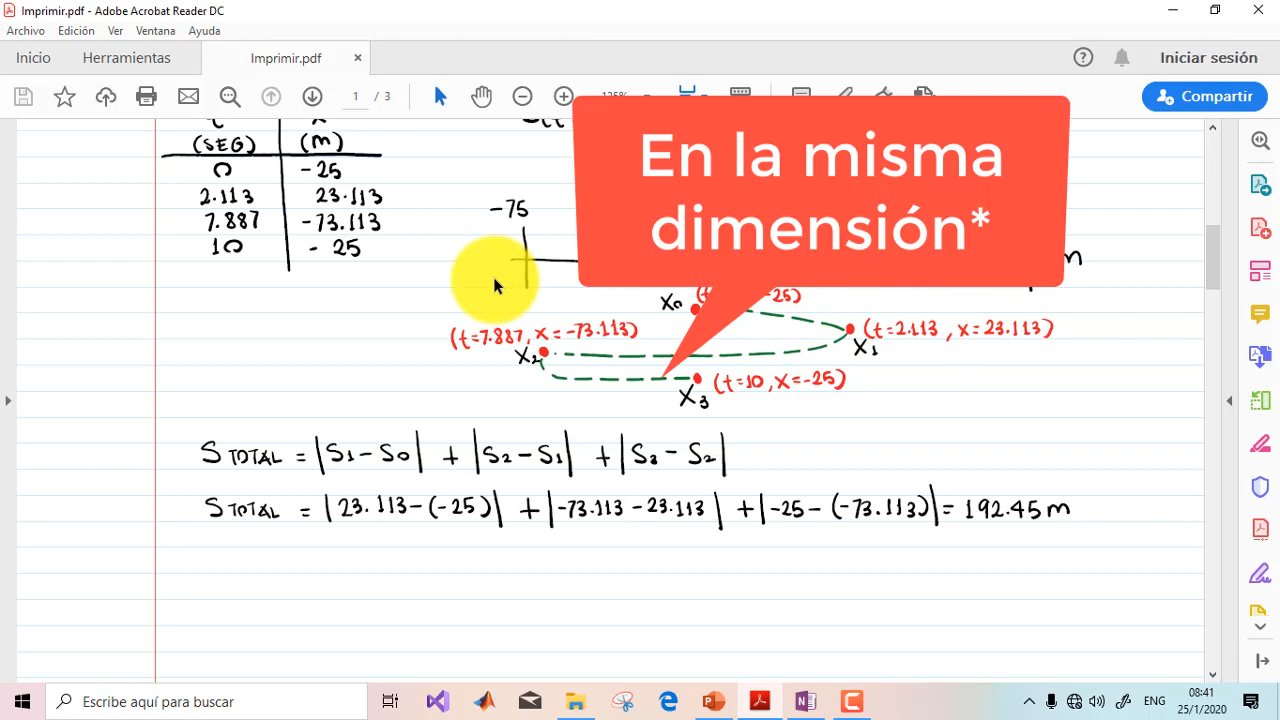 Imprimir.pdf - Adobe Acrobat Reader DC
Archivo Edición Ver Ventana Ayuda
Inicio Herramientas Imprimir.pdf × Iniciar sesión
1 / 3 Compartir
En la misma
dimensión*
(SEG) (m)
0 -25
2.113 23.113
7.887 -73.113
10 - 25
-75
X0 -25)
(t=7.887, x = -73.113) (t=2.113 , x= 23.113)
X2 X1
(t=10 , x=-25)
X3
S TOTAL = |S1 - S0| + |S2 - S1| + |S3 - S2|
S TOTAL = |23.113-(-25)| + |-73.113 - 23.113| + |-25 - (-73.113)| = 192.45 m
Escribe aquí para buscar ENG 08:41
25/1/2020